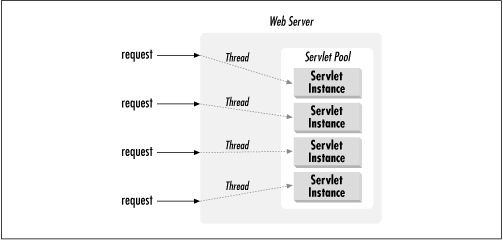 Web Server
Servlet Pool
request
Thread
Servlet
Instance
request
Thread
Servlet
Instance
request
Thread
Servlet
Instance
request
Thread
Servlet
Instance